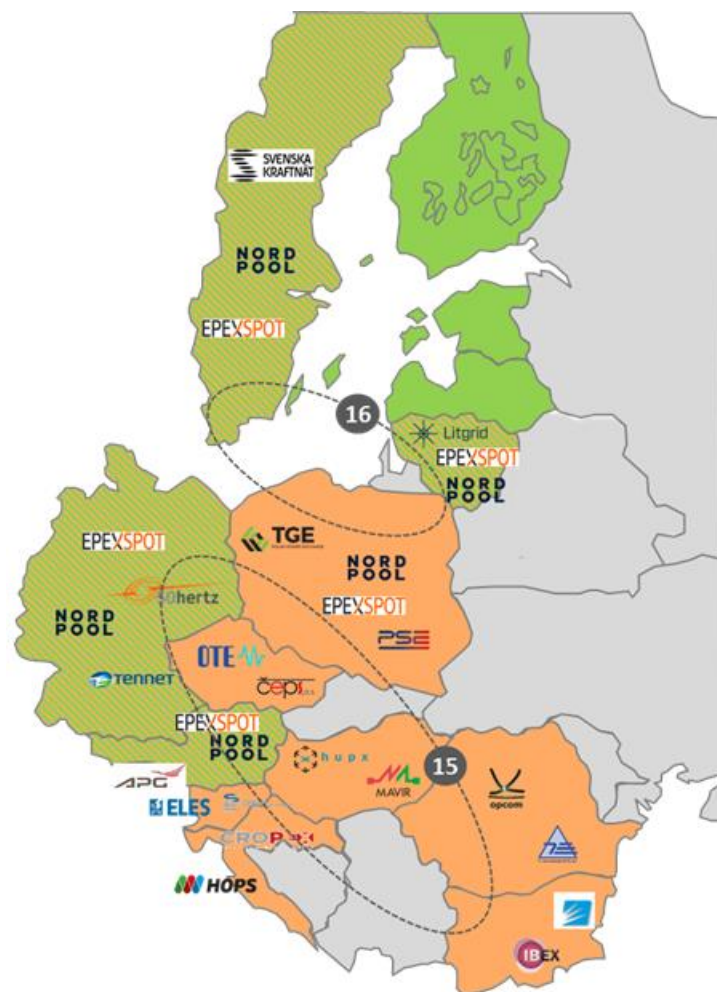 SVENSKA
KRAFTNÄT
NORD
POOL
EPEXSPOT
16
Litgrid
EPEXSPOT
NORD
POOL
EPEXSPOT
TGE
NORD
POOL
50hertz
EPEXSPOT
NORD
POOL
PSE
OTE
TENNET
čeps
EPEXSPOT
NORD
POOL
hupx
15
MAVIR
APG
opcom
ELES
CROPEX
HOPS
IBEX